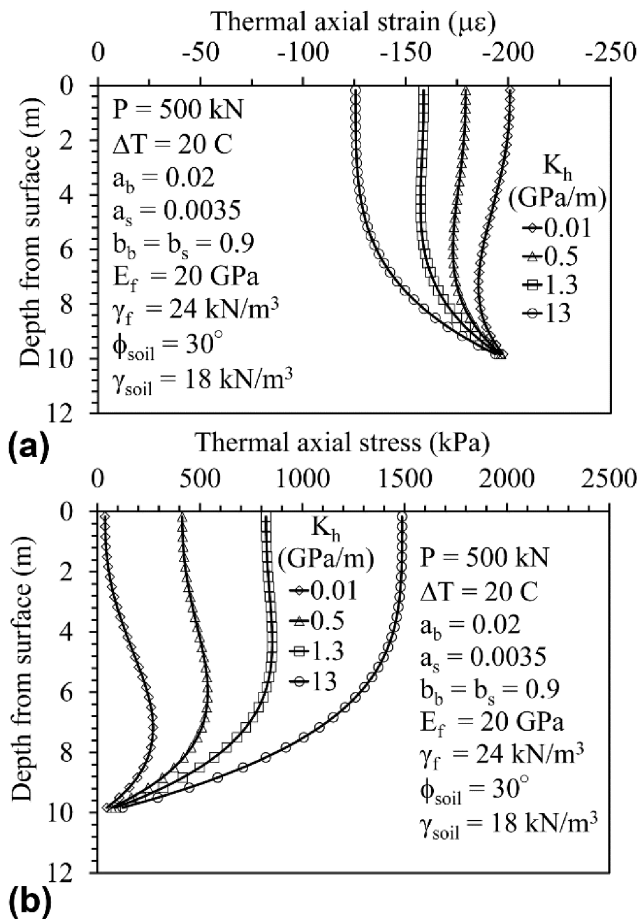 Thermal axial strain (με)
0 -50 -100 -150 -200 -250
Depth from surface (m)
0
2
4
6
8
10
12
P = 500 kN
ΔT = 20 C
a_b = 0.02
a_s = 0.0035
b_b = b_s = 0.9
E_f = 20 GPa
γ_f = 24 kN/m³
ϕ_soil = 30°
γ_soil = 18 kN/m³
K_h
(GPa/m)
0.01
0.5
1.3
13
(a)
Thermal axial stress (kPa)
0 500 1000 1500 2000 2500
Depth from surface (m)
0
2
4
6
8
10
12
K_h
(GPa/m)
0.01
0.5
1.3
13
P = 500 kN
ΔT = 20 C
a_b = 0.02
a_s = 0.0035
b_b = b_s = 0.9
E_f = 20 GPa
γ_f = 24 kN/m³
ϕ_soil = 30°
γ_soil = 18 kN/m³
(b)